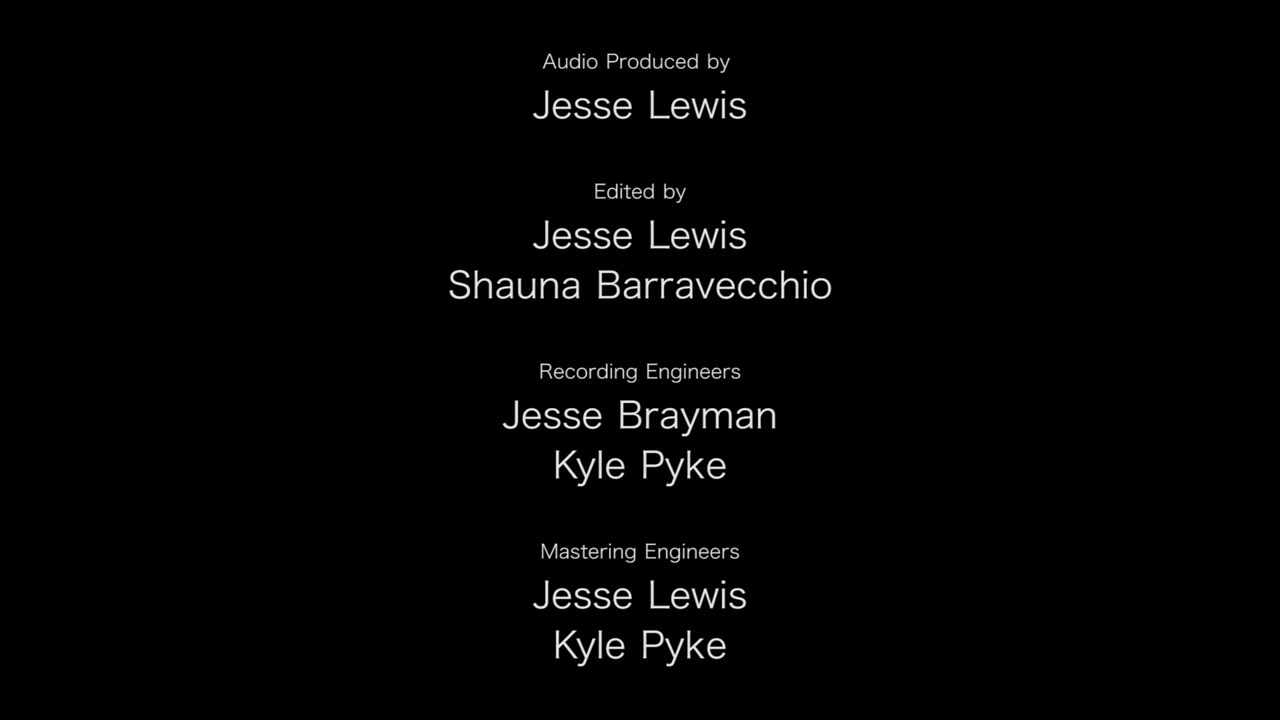 Audio Produced by
Jesse Lewis
Edited by
Jesse Lewis
Shauna Barravecchio
Recording Engineers
Jesse Brayman
Kyle Pyke
Mastering Engineers
Jesse Lewis
Kyle Pyke